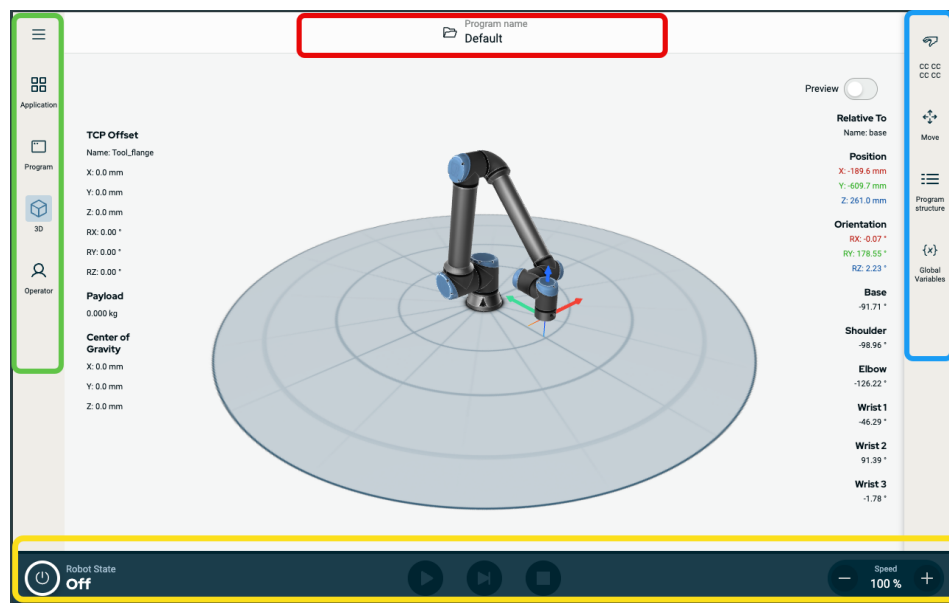 Program name
Default
Application
Program
3D
Operator
TCP Offset
Name: Tool_flange
X: 0.0 mm
Y: 0.0 mm
Z: 0.0 mm
RX: 0.00 °
RY: 0.00 °
RZ: 0.00 °
Payload
0.000 kg
Center of
Gravity
X: 0.0 mm
Y: 0.0 mm
Z: 0.0 mm
Preview
Relative To
Name: base
Position
X: -189.6 mm
Y: -609.7 mm
Z: 261.0 mm
Orientation
RX: -0.07 °
RY: 178.55 °
RZ: 2.23 °
Base
-91.71 °
Shoulder
-98.96 °
Elbow
-126.22 °
Wrist 1
-46.29 °
Wrist 2
91.39 °
Wrist 3
-1.78 °
CC CC
CC CC
Move
Program
structure
{x}
Global
Variables
Robot State
Off
Speed
100 %